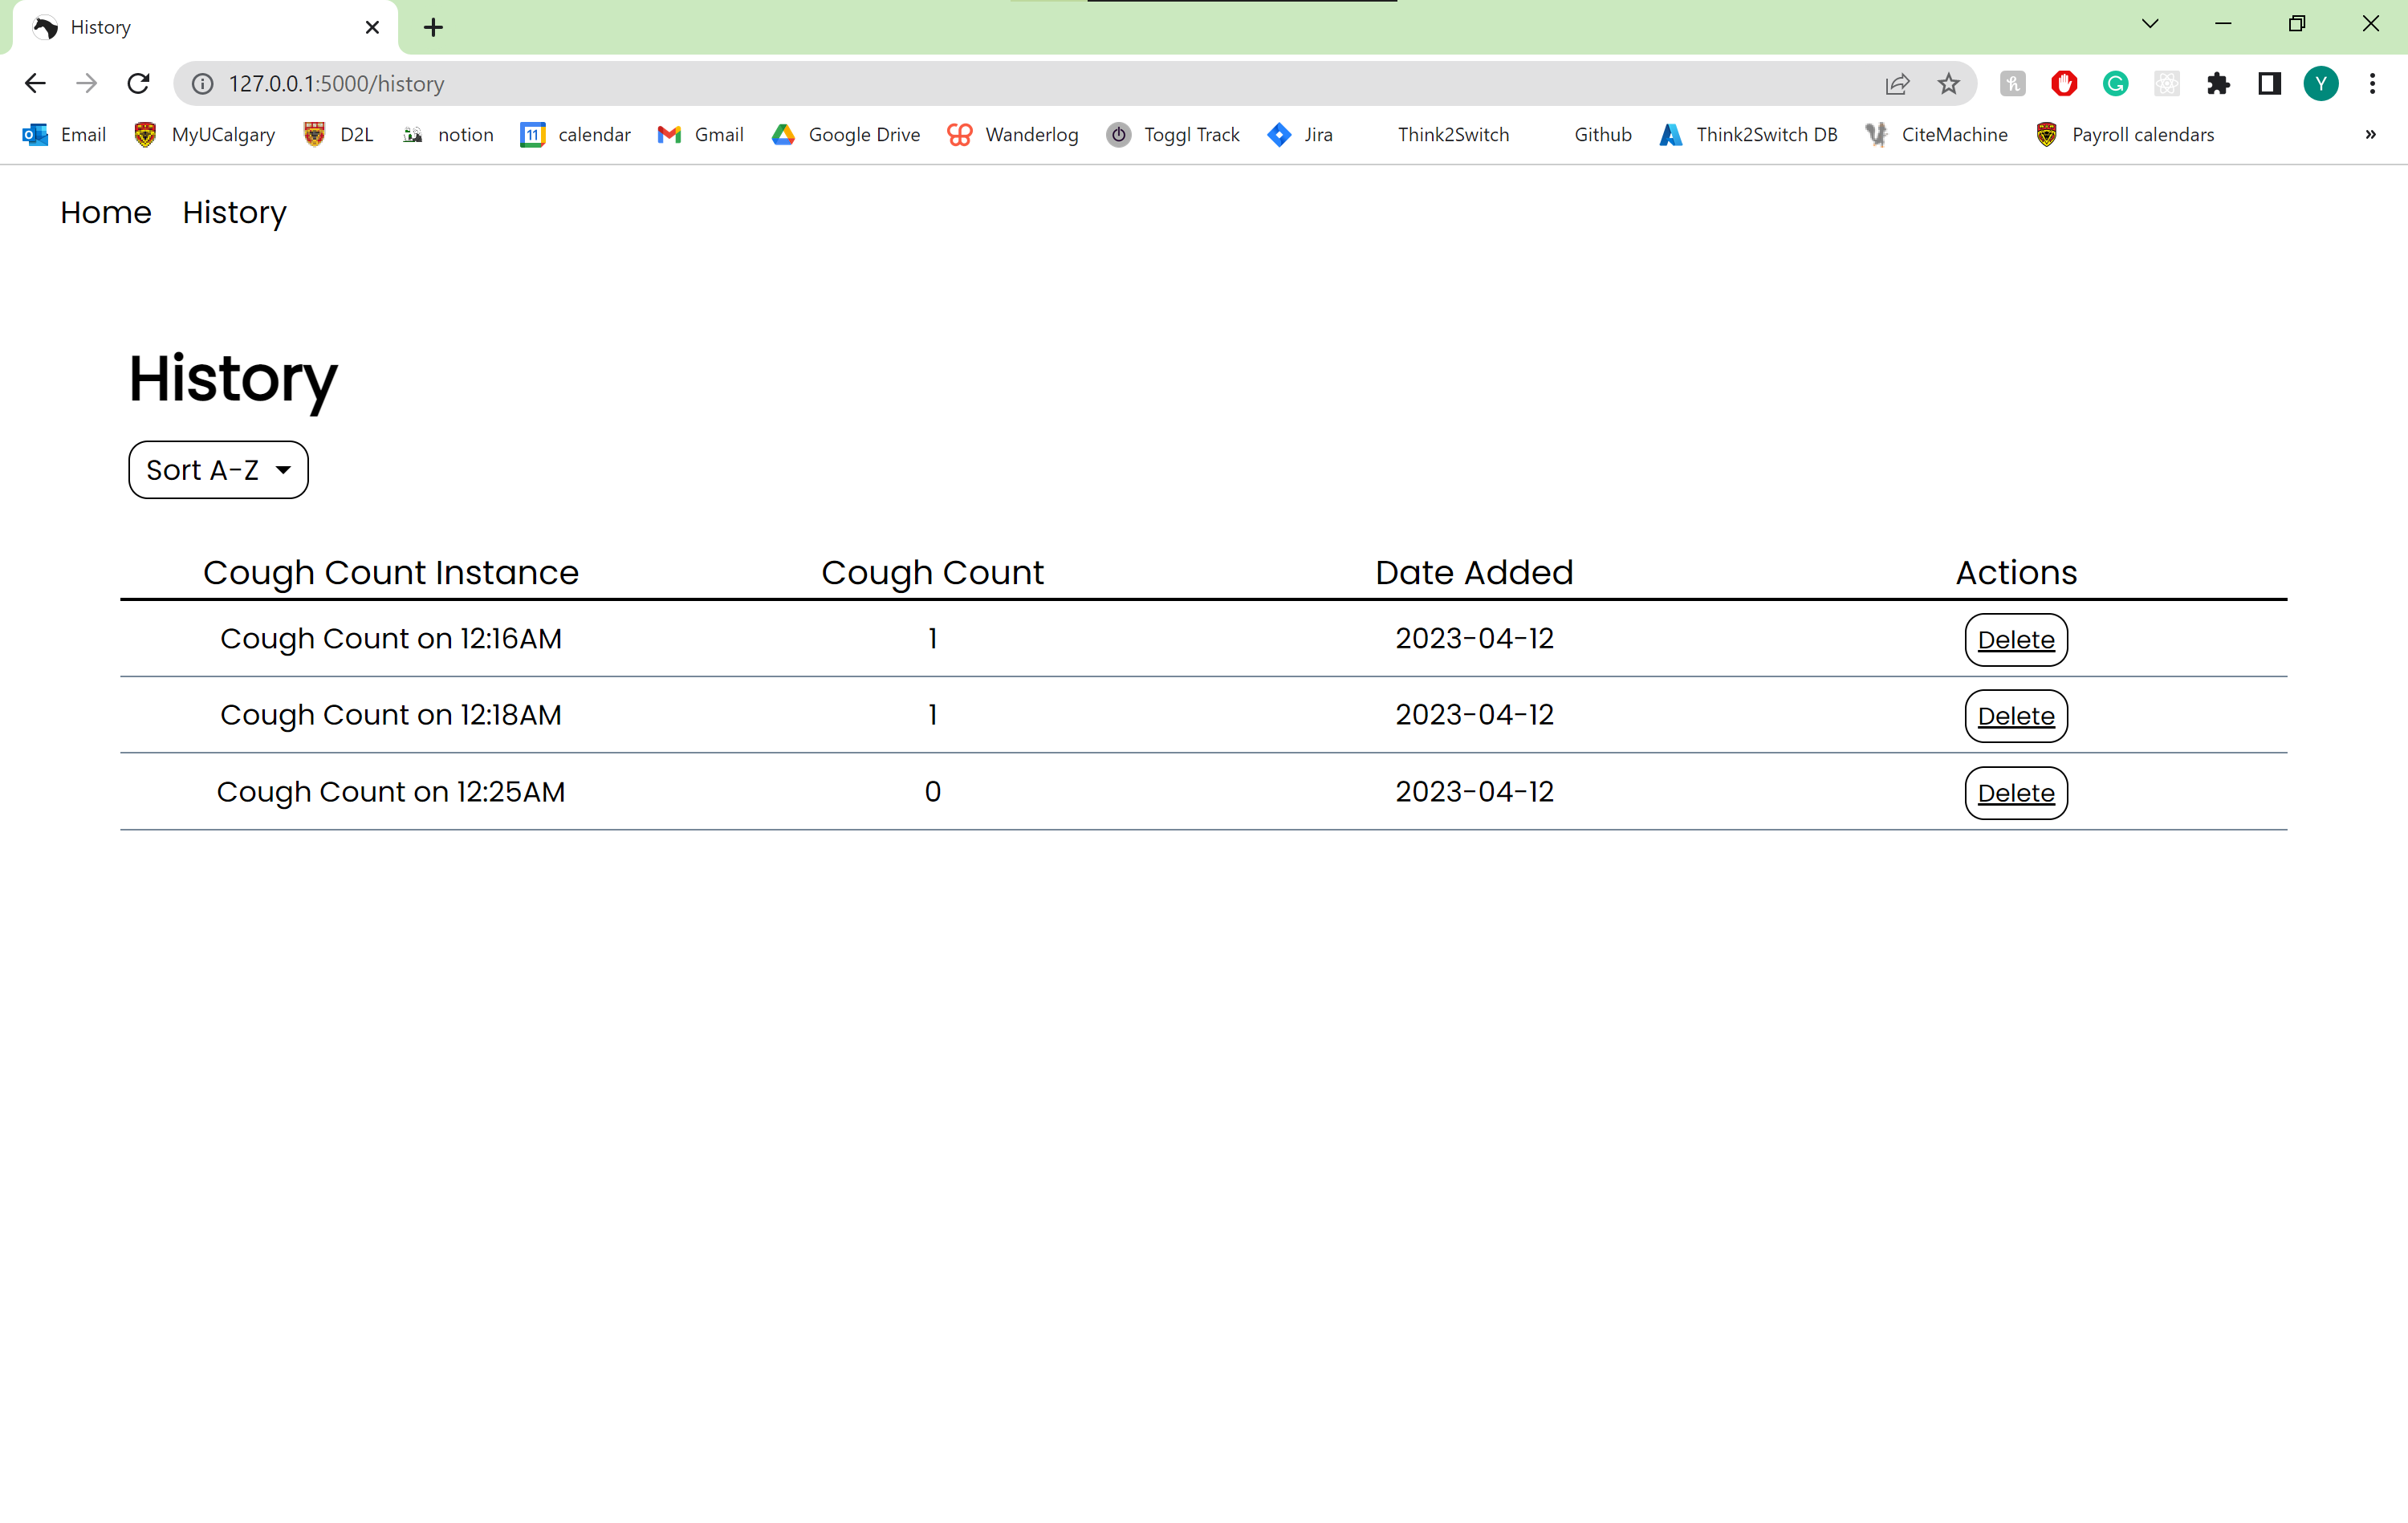 History
127.0.0.1:5000/history
Y
Email MyUCalgary D2L notion 11 calendar Gmail Google Drive Wanderlog Toggl Track Jira Think2Switch Github Think2Switch DB CiteMachine Payroll calendars »
Home History
History
Sort A-Z
Cough Count Instance Cough Count Date Added Actions
Cough Count on 12:16AM 1 2023-04-12 Delete
Cough Count on 12:18AM 1 2023-04-12 Delete
Cough Count on 12:25AM 0 2023-04-12 Delete